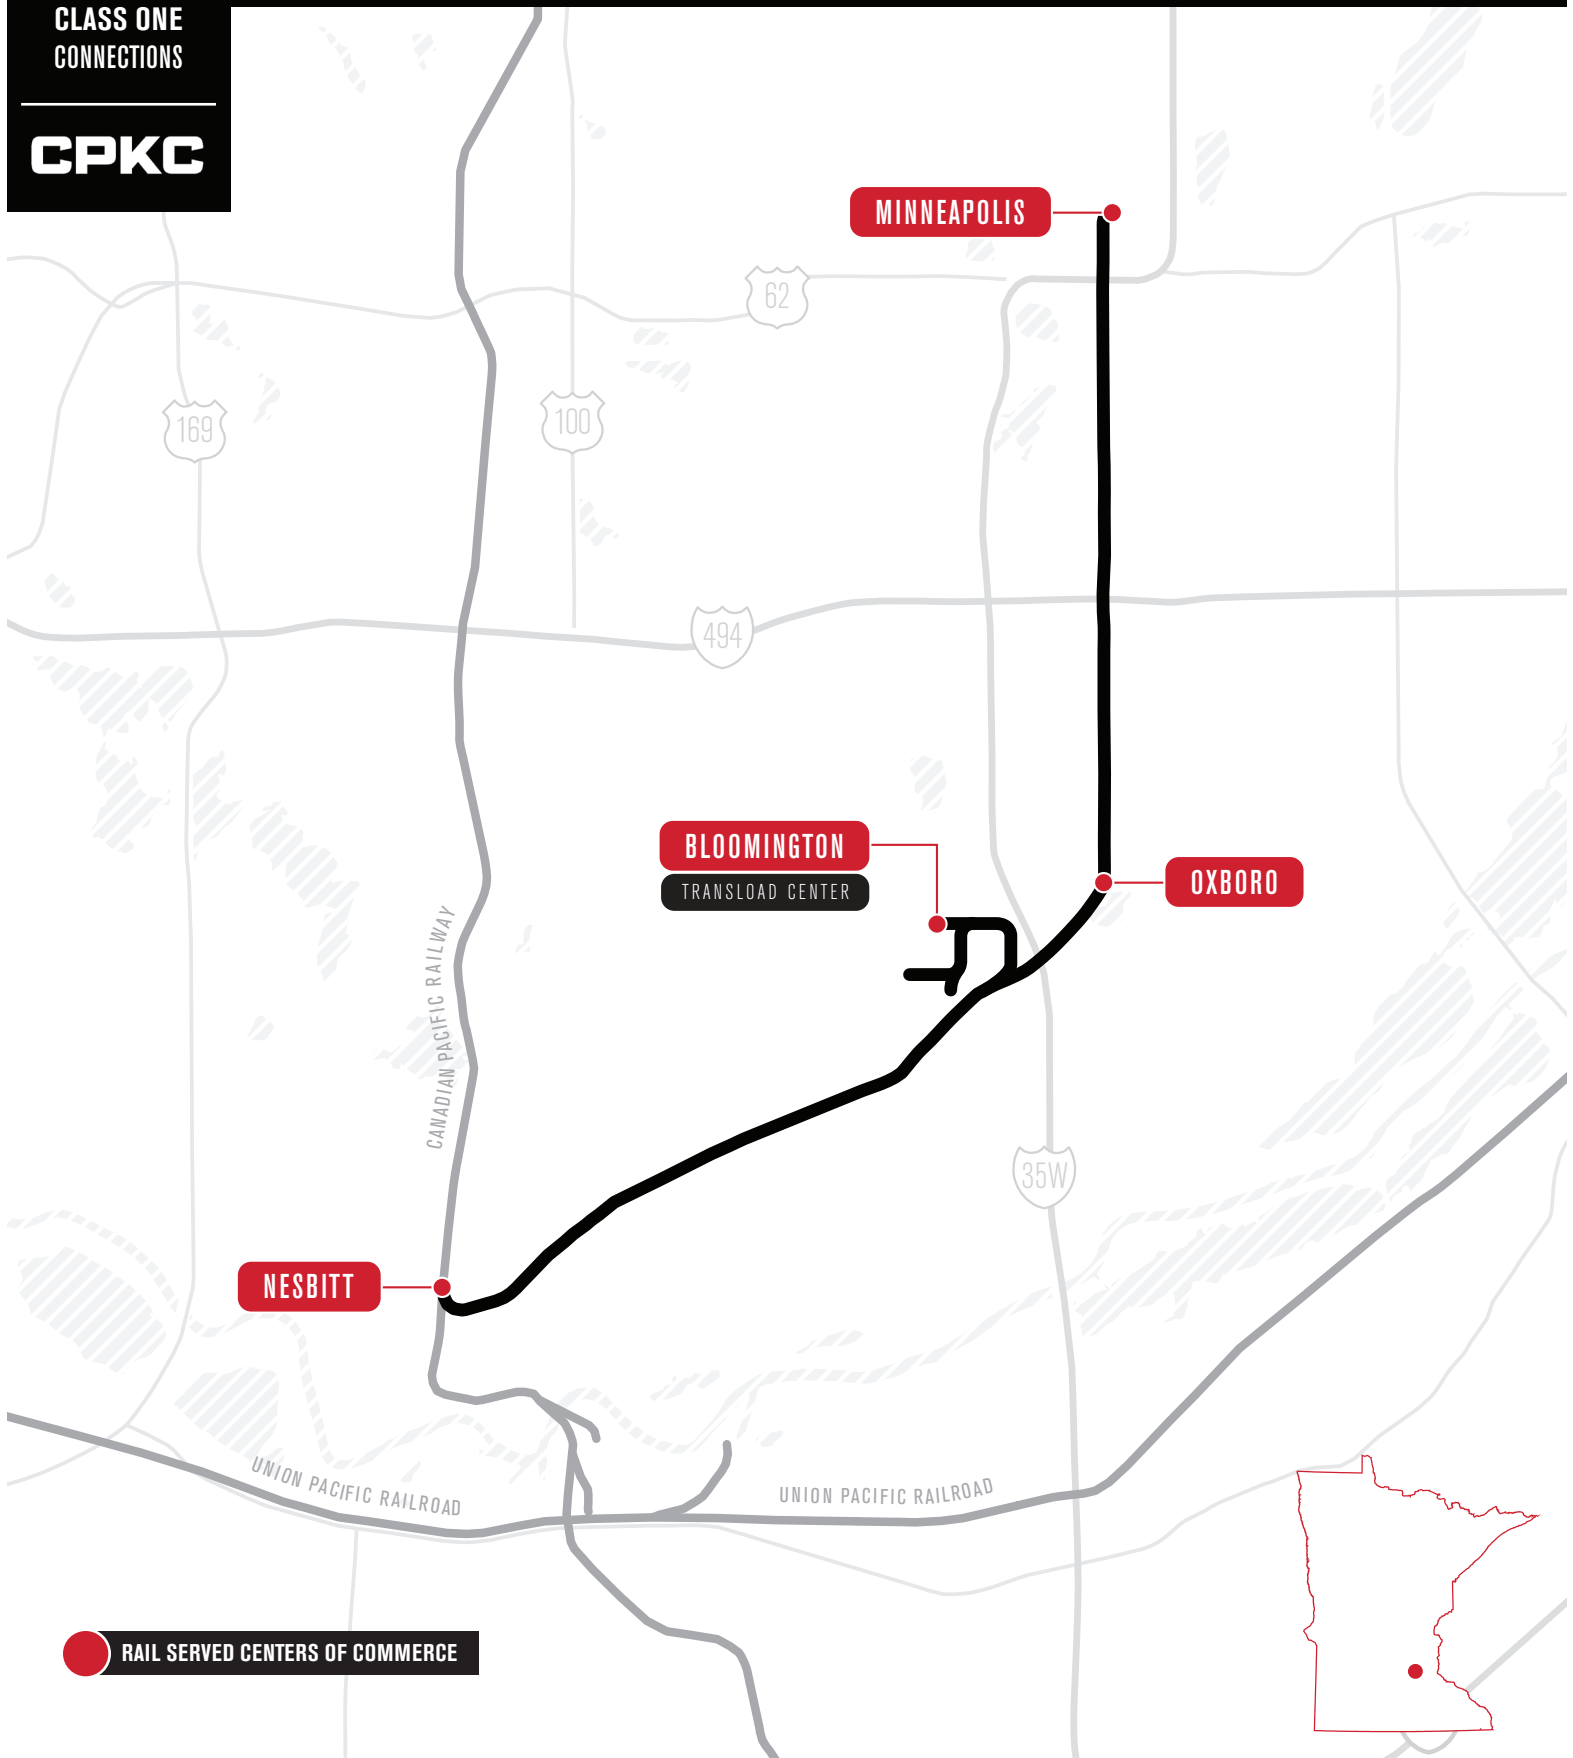 CLASS ONE
CONNECTIONS
CPKC
MINNEAPOLIS
62
169
100
494
BLOOMINGTON
TRANSLOAD CENTER
OXBORO
CANADIAN PACIFIC RAILWAY
35W
NESBITT
UNION PACIFIC RAILROAD
UNION PACIFIC RAILROAD
RAIL SERVED CENTERS OF COMMERCE